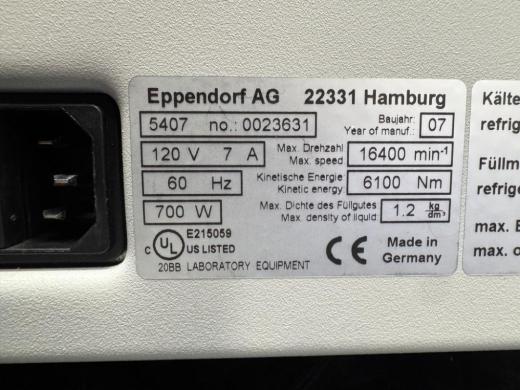 Eppendorf AG 22331 Hamburg
5407 no.: 0023631 Baujahr: Year of manuf.: 07
120 V 7 A Max. Drehzahl Max. speed 16400 min⁻¹
60 Hz Kinetische Energie Kinetic energy: 6100 Nm
700 W Max. Dichte des Füllgutes Max. density of liquid: 1.2 kg/dm³
E215059
c UL US LISTED
20BB LABORATORY EQUIPMENT
CE Made in Germany
Kälte
refrig
Füllm
refrige
max. B
max. o